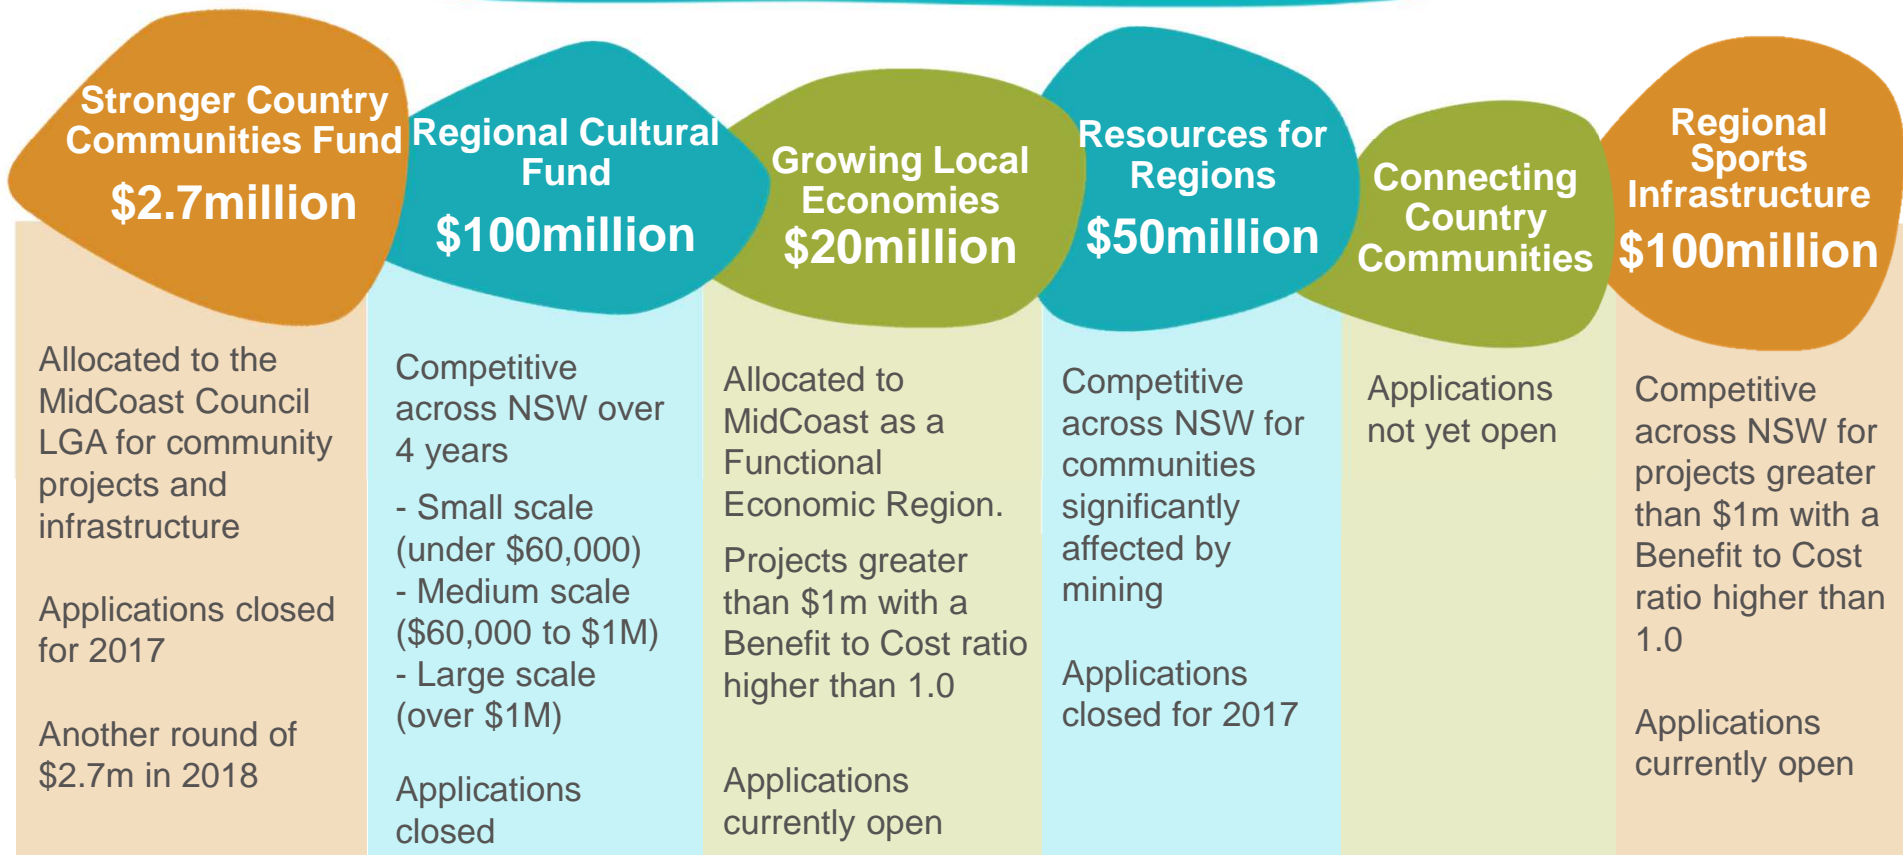 Stronger Country
Communities Fund
$2.7million
Allocated to the
MidCoast Council
LGA for community
projects and
infrastructure
Applications closed
for 2017
Another round of
$2.7m in 2018
Regional Cultural
Fund
$100million
Competitive
across NSW over
4 years
- Small scale
(under $60,000)
- Medium scale
($60,000 to $1M)
- Large scale
(over $1M)
Applications
closed
Growing Local
Economies
$20million
Allocated to
MidCoast as a
Functional
Economic Region.
Projects greater
than $1m with a
Benefit to Cost ratio
higher than 1.0
Applications
currently open
Resources for
Regions
$50million
Competitive
across NSW for
communities
significantly
affected by
mining
Applications
closed for 2017
Connecting
Country
Communities
Applications
not yet open
Regional
Sports
Infrastructure
$100million
Competitive
across NSW for
projects greater
than $1m with a
Benefit to Cost
ratio higher than
1.0
Applications
currently open